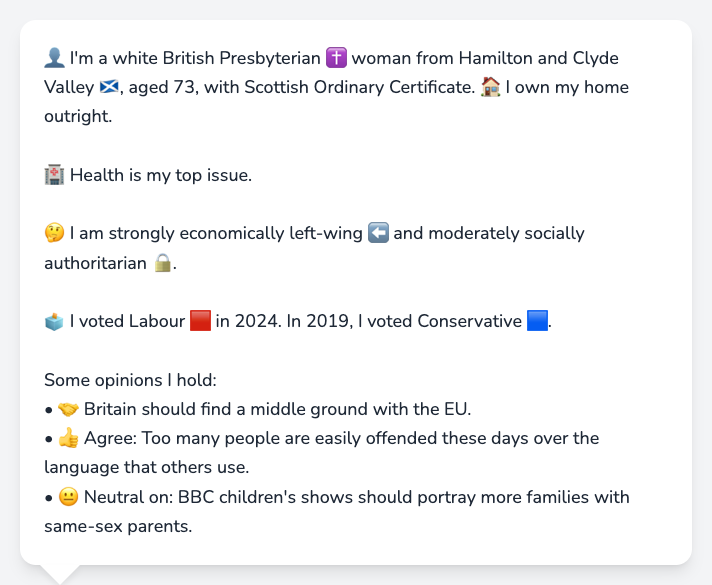 👤 I'm a white British Presbyterian ✝️ woman from Hamilton and Clyde
Valley 🏴󠁧󠁢󠁳󠁣󠁴󠁿, aged 73, with Scottish Ordinary Certificate. 🏠 I own my home
outright.
🏥 Health is my top issue.
🤔 I am strongly economically left-wing ⬅️ and moderately socially
authoritarian 🔒.
🗳️ I voted Labour 🟥 in 2024. In 2019, I voted Conservative 🟦.
Some opinions I hold:
• 🤝 Britain should find a middle ground with the EU.
• 👍 Agree: Too many people are easily offended these days over the
language that others use.
• 😐 Neutral on: BBC children's shows should portray more families with
same-sex parents.